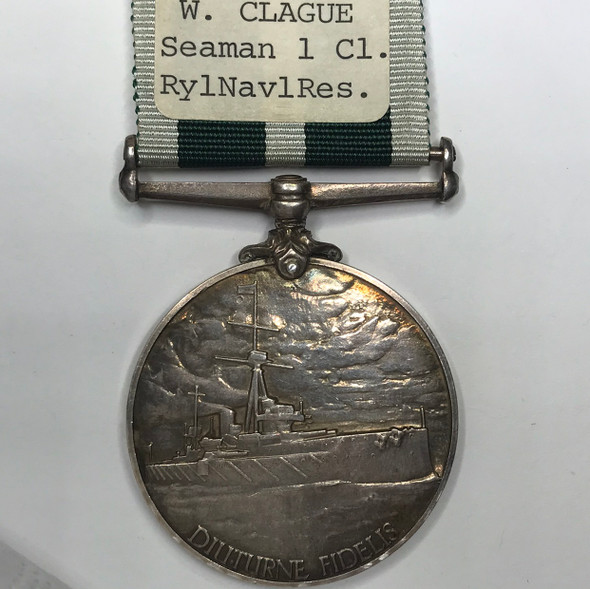 W. CLAGUE
Seaman 1 Cl.
RylNavlRes.
DIUTURNE FIDELIS